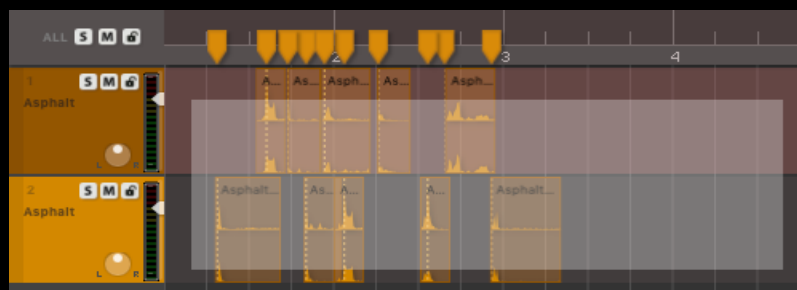 ALL S M
2 3 4
1 S M
Asphalt
A... As... Asph... As... Asph...
L R
2 S M
Asphalt
Asphalt... As... A... A... Asphalt...
L R